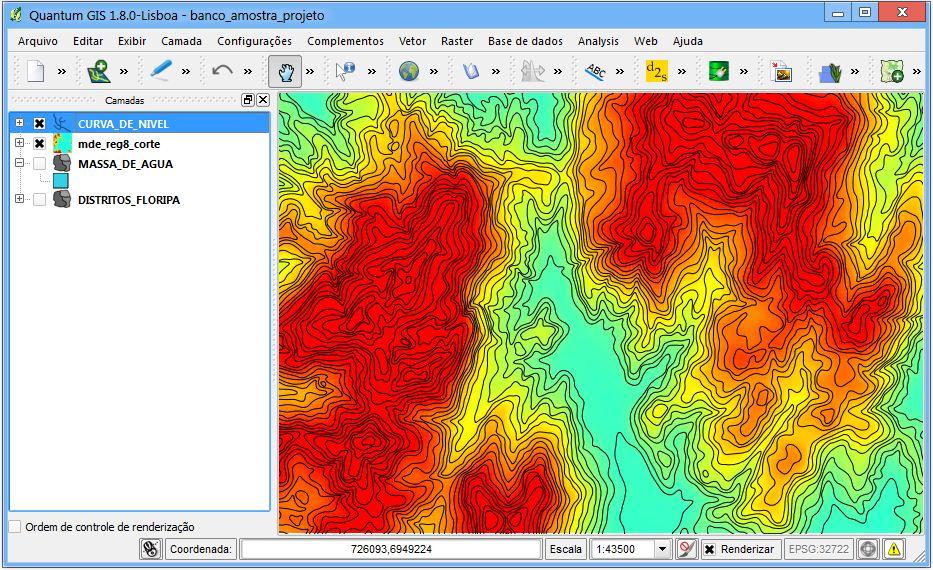 Quantum GIS 1.8.0-Lisboa - banco_amostra_projeto
Arquivo Editar Exibir Camada Configurações Complementos Vetor Raster Base de dados Analysis Web Ajuda
» » » » » » » ABC » d2s » » »
Camadas
CURVA_DE_NIVEL
mde_reg8_corte
MASSA_DE_AGUA
DISTRITOS_FLORIPA
Ordem de controle de renderização
Coordenada: 726093,6949224 Escala 1:43500 Renderizar EPSG:32722